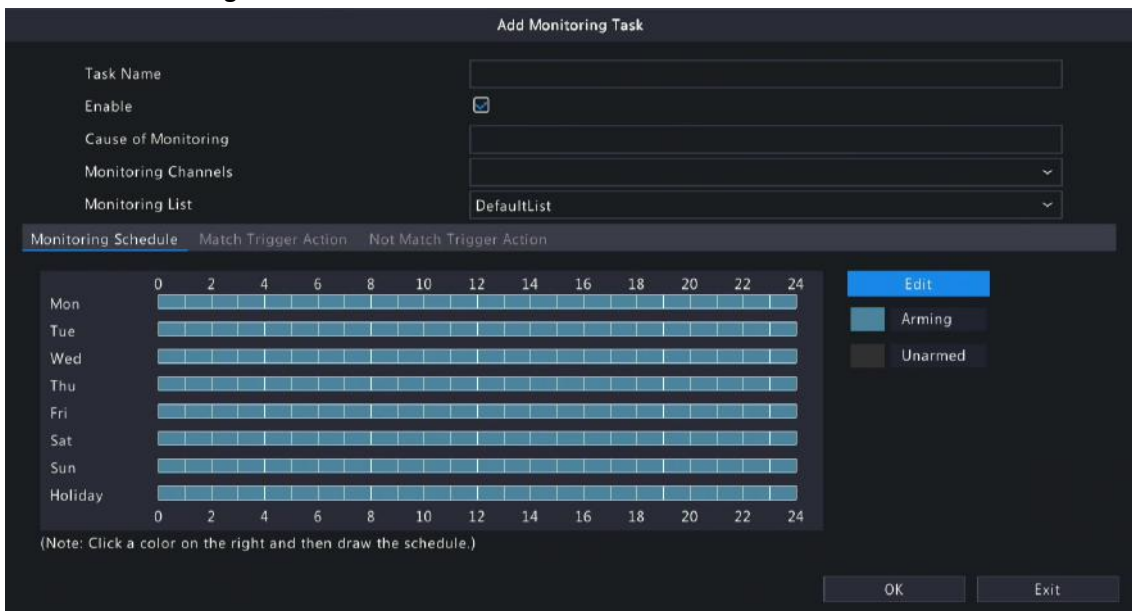 Add Monitoring Task
Task Name
Enable
Cause of Monitoring
Monitoring Channels
Monitoring List DefaultList
Monitoring Schedule Match Trigger Action Not Match Trigger Action
0 2 4 6 8 10 12 14 16 18 20 22 24 Edit
Mon
Arming
Tue
Wed Unarmed
Thu
Fri
Sat
Sun
Holiday
0 2 4 6 8 10 12 14 16 18 20 22 24
(Note: Click a color on the right and then draw the schedule.)
OK Exit